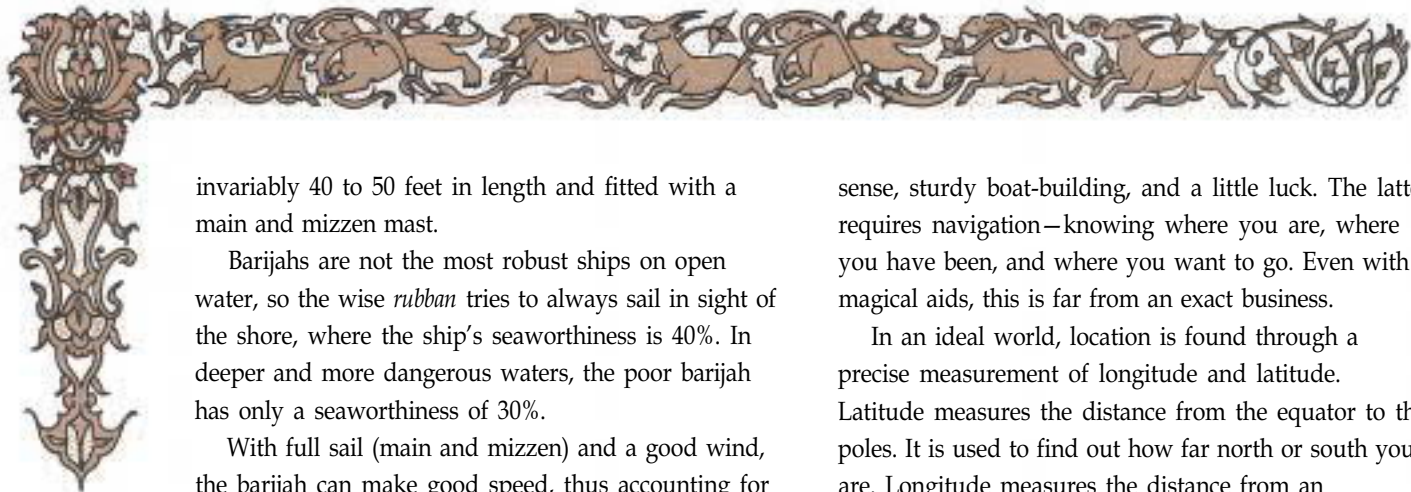 invariably 40 to 50 feet in length and fitted with a
main and mizzen mast.
Barijahs are not the most robust ships on open
water, so the wise rubban tries to always sail in sight of
the shore, where the ship's seaworthiness is 40%. In
deeper and more dangerous waters, the poor barijah
has only a seaworthiness of 30%.
With full sail (main and mizzen) and a good wind,
the barijah can make good speed, thus accounting for
sense, sturdy boat-building, and a little luck. The
requires navigation—knowing where you are, where
you have been, and where you want to go. Even with
magical aids, this is far from an exact business.
In an ideal world, location is found through a
precise measurement of longitude and latitude.
Latitude measures the distance from the equator to
poles. It is used to find out how far north or south you
are. Longitude measures the distance from an